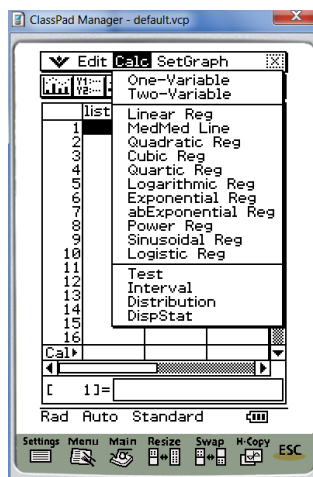 ClassPad Manager - default.vcp
Edit Calc SetGraph
Y1:
Y2:
One-Variable
Two-Variable
list
Linear Reg
1
MedMed Line
2
Quadratic Reg
3
Cubic Reg
4
Quartic Reg
5
Logarithmic Reg
6
Exponential Reg
7
abExponential Reg
8
Power Reg
9
Sinusoidal Reg
10
Logistic Reg
11
12
Test
13
Interval
14
Distribution
15
DispStat
16
Cal
[ 1]=
Rad Auto Standard
Settings Menu Main Resize Swap H-Copy ESC